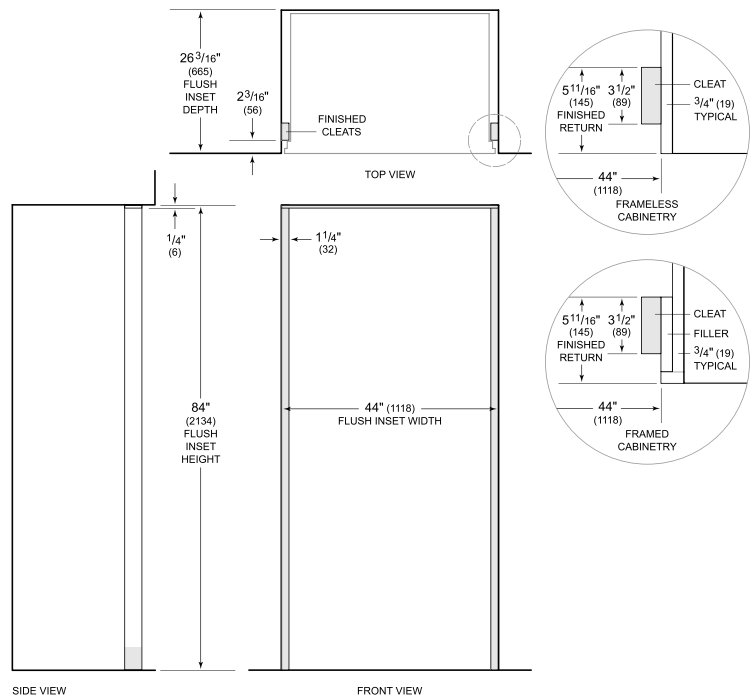 26 3/16"
(665)
FLUSH
INSET
DEPTH
2 3/16"
(56)
FINISHED
CLEATS
TOP VIEW
5 11/16"
(145)
FINISHED
RETURN
3 1/2"
(89)
CLEAT
3/4" (19)
TYPICAL
44"
(1118)
FRAMELESS
CABINETRY
1/4"
(6)
1 1/4"
(32)
5 11/16"
(145)
FINISHED
RETURN
3 1/2"
(89)
CLEAT
FILLER
3/4" (19)
TYPICAL
44"
(1118)
FRAMED
CABINETRY
84"
(2134)
FLUSH
INSET
HEIGHT
44" (1118)
FLUSH INSET WIDTH
SIDE VIEW
FRONT VIEW